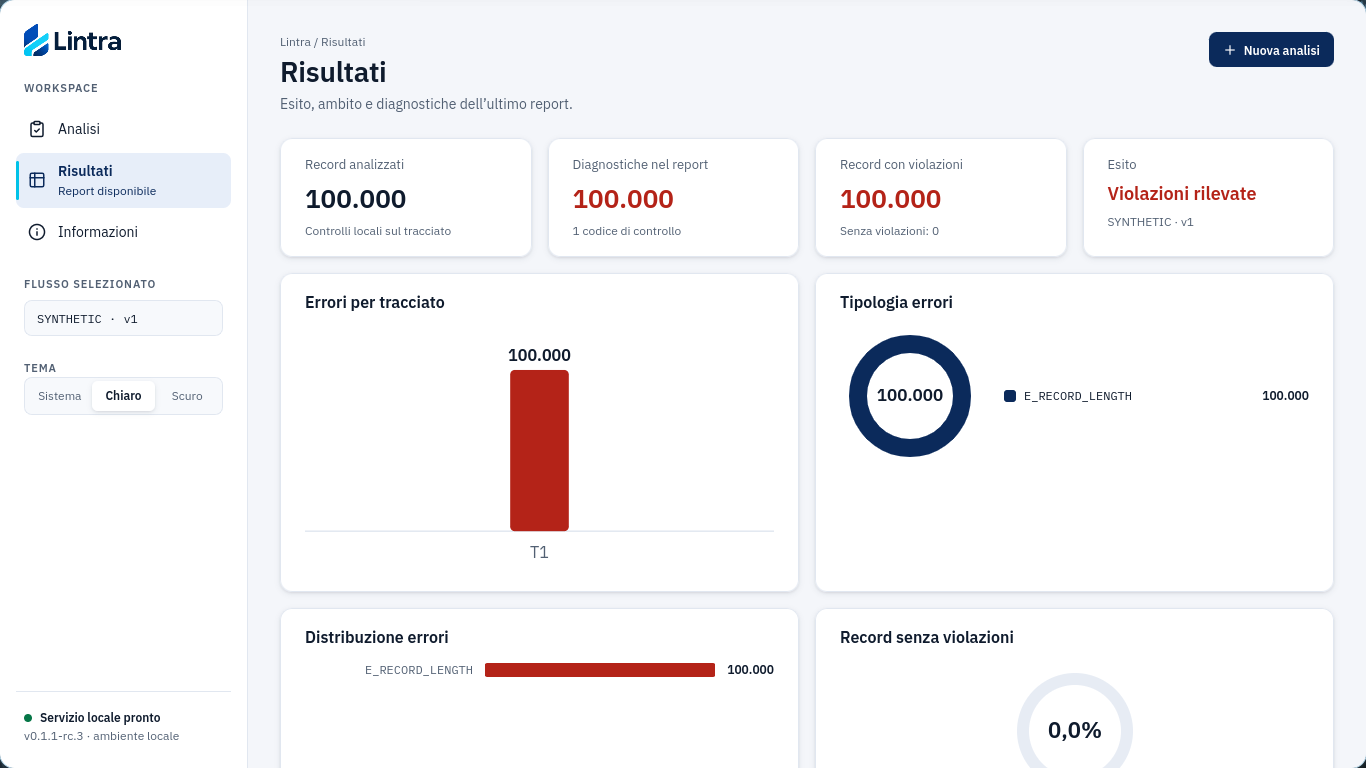 Lintra
WORKSPACE
Analisi
Risultati
Report disponibile
Informazioni
FLUSSO SELEZIONATO
SYNTHETIC · v1
TEMA
Sistema Chiaro Scuro
Servizio locale pronto
v0.1.1-rc.3 · ambiente locale
Lintra / Risultati
Risultati
Esito, ambito e diagnostiche dell’ultimo report.
+ Nuova analisi
Record analizzati
100.000
Controlli locali sul tracciato
Diagnostiche nel report
100.000
1 codice di controllo
Record con violazioni
100.000
Senza violazioni: 0
Esito
Violazioni rilevate
SYNTHETIC · v1
Errori per tracciato
100.000
T1
Tipologia errori
100.000
E_RECORD_LENGTH 100.000
Distribuzione errori
E_RECORD_LENGTH 100.000
Record senza violazioni
0,0%